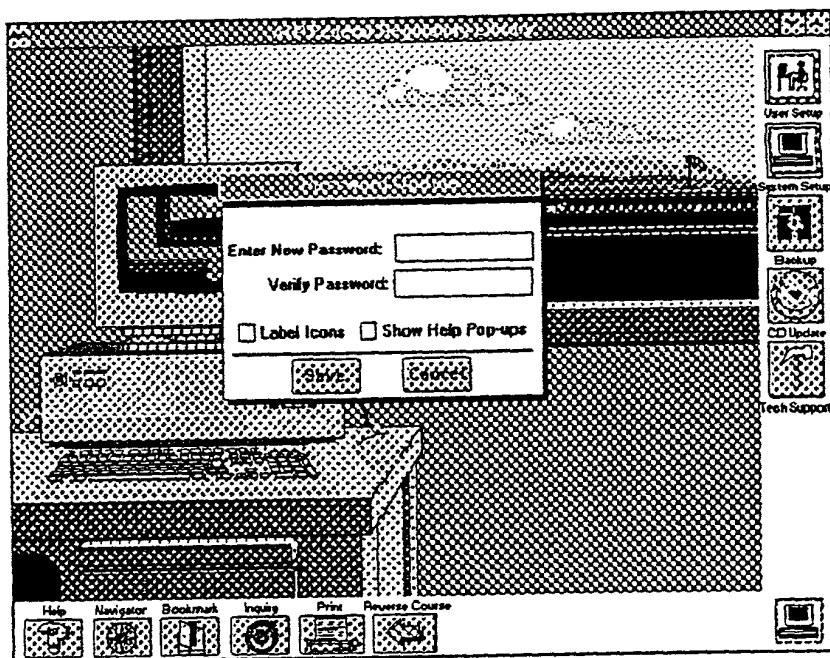 User Setup
System Setup
Enter New Password:
Verify Password:
Backup
Label Icons
Show Help Pop-ups
CD Update
Save
Cancel
Tech Support
Help
Navigator
Bookmark
Inquire
Print
Reverse Course